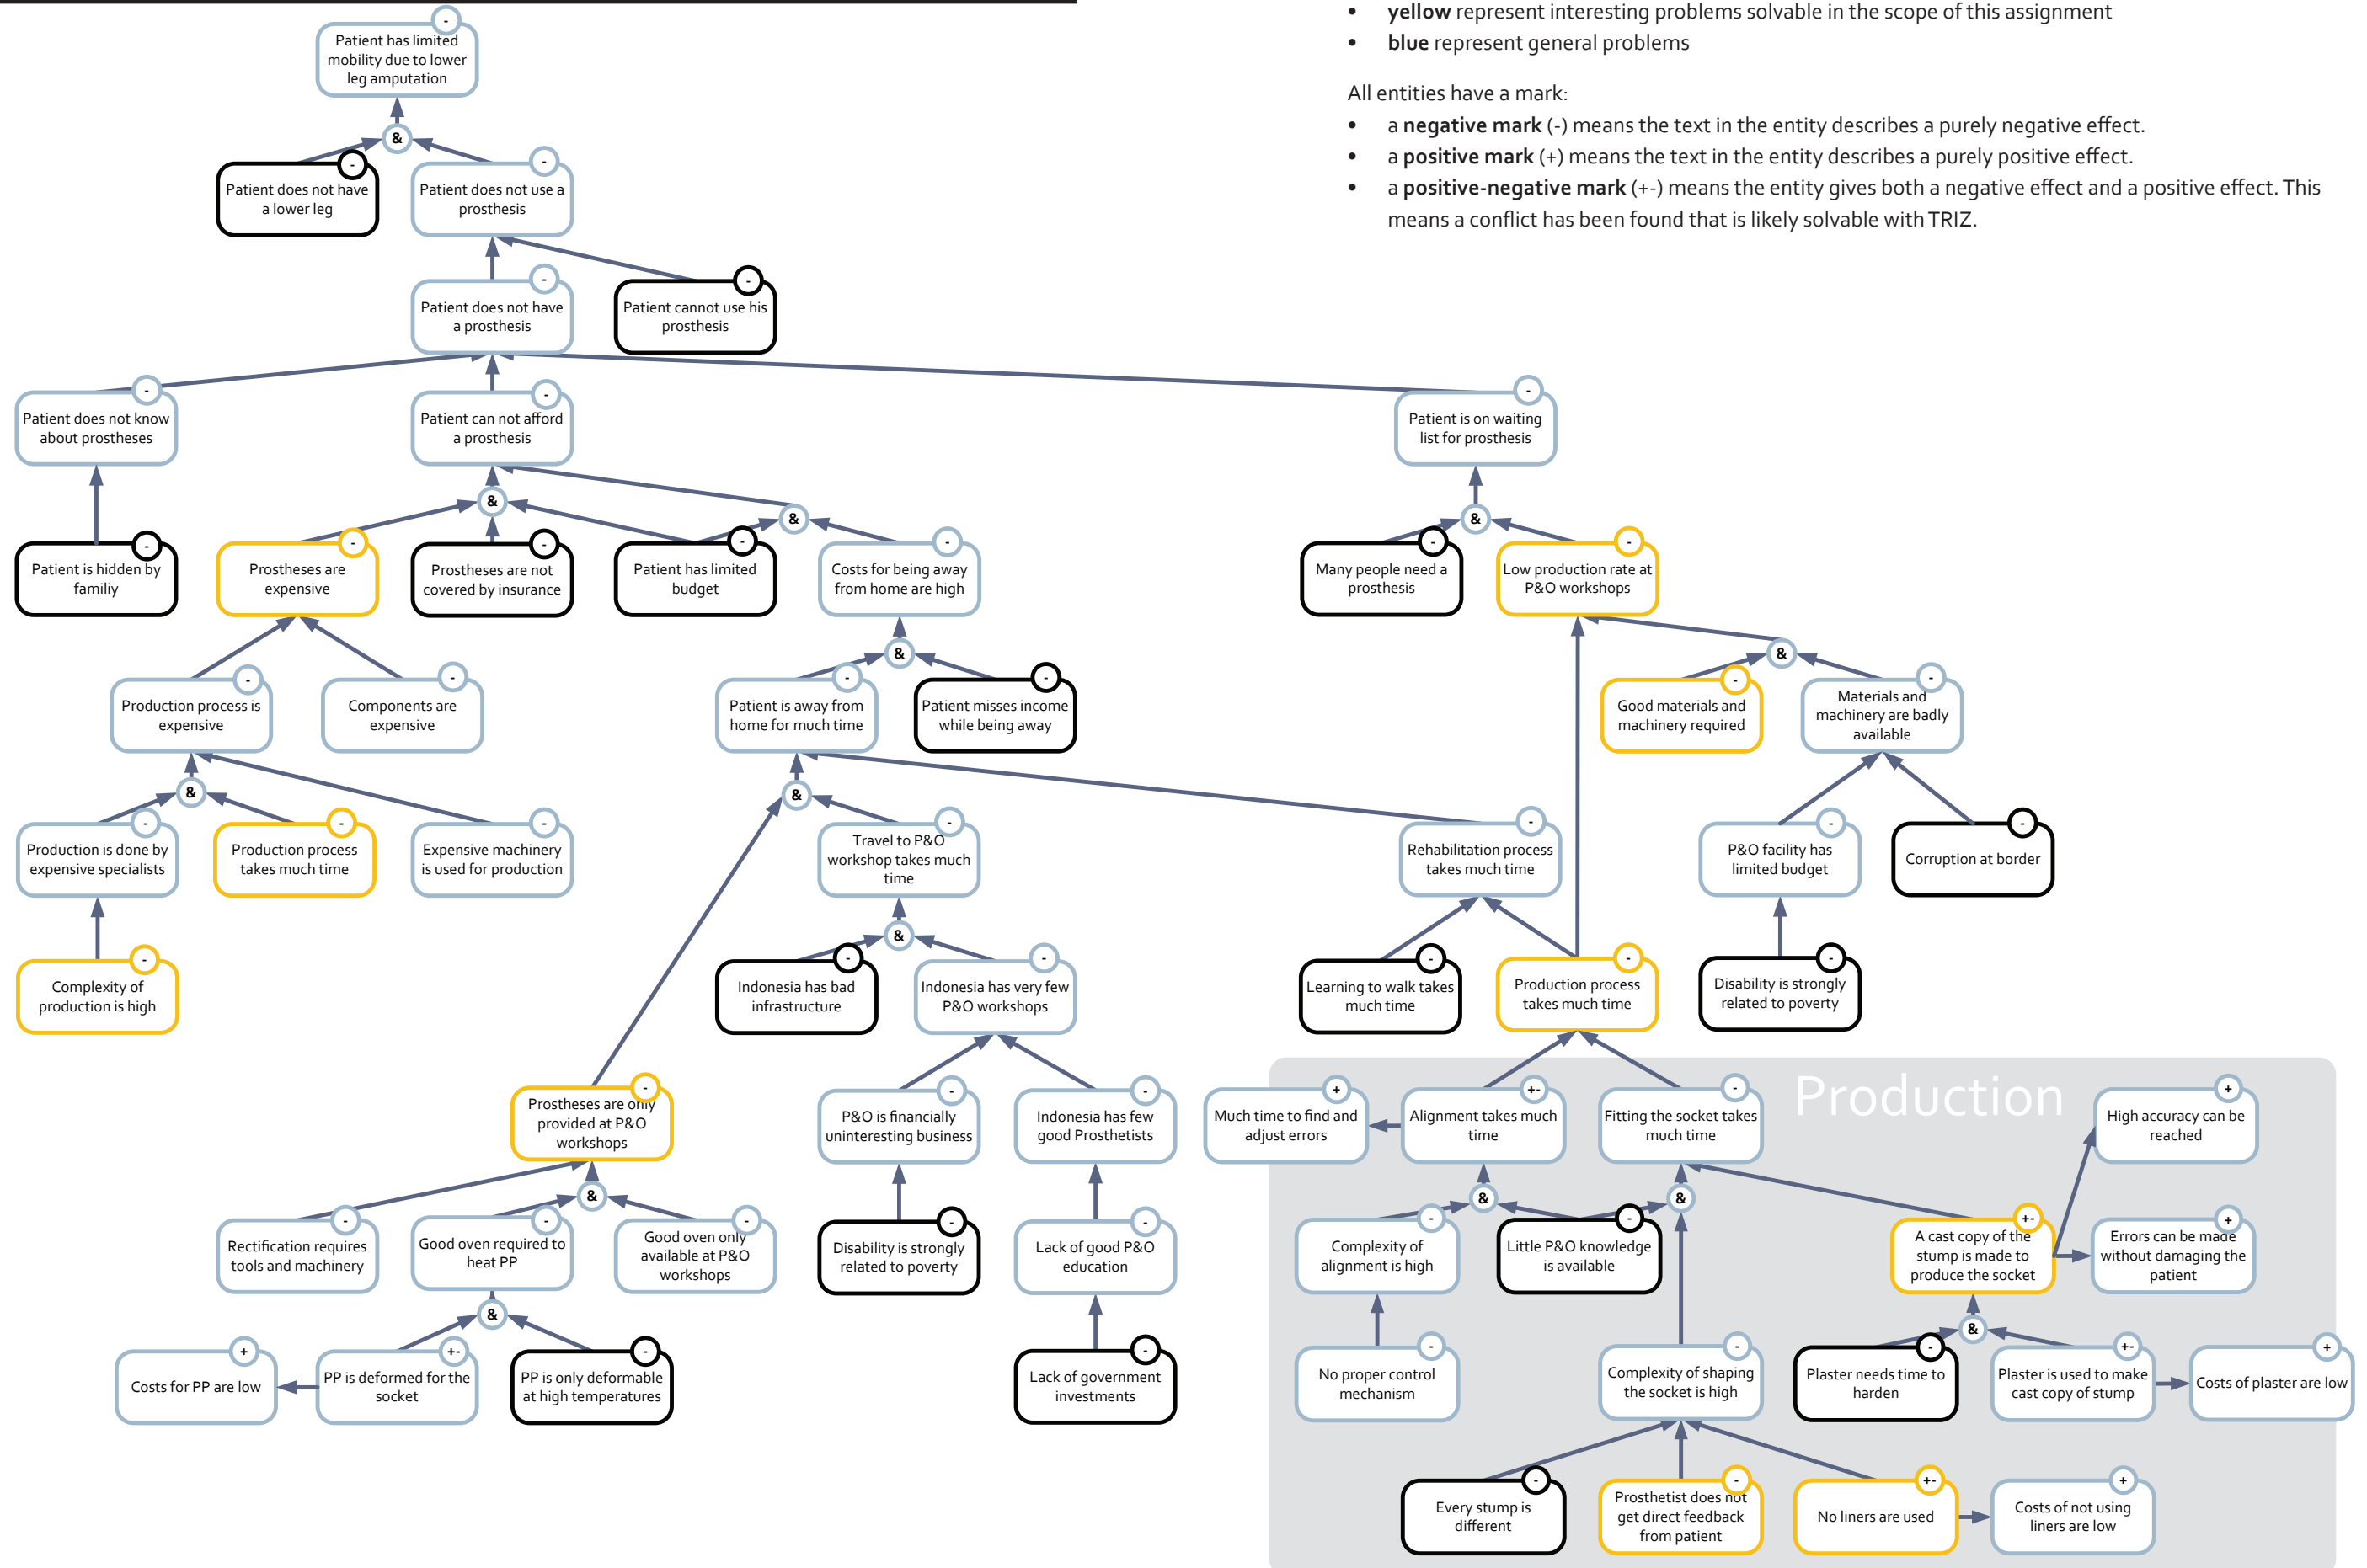 • yellow represent interesting problems solvable in the scope of this assignment
• blue represent general problems
All entities have a mark:
• a negative mark (-) means the text in the entity describes a purely negative effect.
• a positive mark (+) means the text in the entity describes a purely positive effect.
• a positive-negative mark (+-) means the entity gives both a negative effect and a positive effect. This
means a conflict has been found that is likely solvable with TRIZ.
-
Patient has limited
mobility due to lower
leg amputation
&
-
Patient does not have
a lower leg
-
Patient does not use a
prosthesis
-
Patient does not have
a prosthesis
-
Patient cannot use his
prosthesis
-
Patient does not know
about prostheses
-
Patient can not afford
a prosthesis
-
Patient is on waiting
list for prosthesis
&
&
&
-
Patient is hidden by
familiy
-
Prostheses are
expensive
-
Prostheses are not
covered by insurance
-
Patient has limited
budget
-
Costs for being away
from home are high
-
Many people need a
prosthesis
-
Low production rate at
P&O workshops
&
&
-
Production process is
expensive
-
Components are
expensive
-
Patient is away from
home for much time
-
Patient misses income
while being away
-
Good materials and
machinery required
-
Materials and
machinery are badly
available
&
&
-
Production is done by
expensive specialists
-
Production process
takes much time
-
Expensive machinery
is used for production
-
Travel to P&O
workshop takes much
time
-
Rehabilitation process
takes much time
-
P&O facility has
limited budget
-
Corruption at border
&
-
Complexity of
production is high
-
Indonesia has bad
infrastructure
-
Indonesia has very few
P&O workshops
-
Learning to walk takes
much time
-
Production process
takes much time
-
Disability is strongly
related to poverty
Production
-
Prostheses are only
provided at P&O
workshops
-
P&O is financially
uninteresting business
-
Indonesia has few
good Prosthetists
+
Much time to find and
adjust errors
+-
Alignment takes much
time
-
Fitting the socket takes
much time
+
High accuracy can be
reached
&
&
&
-
Rectification requires
tools and machinery
-
Good oven required to
heat PP
-
Good oven only
available at P&O
workshops
-
Disability is strongly
related to poverty
-
Lack of good P&O
education
-
Complexity of
alignment is high
-
Little P&O knowledge
is available
+-
A cast copy of the
stump is made to
produce the socket
+
Errors can be made
without damaging the
patient
&
&
+
Costs for PP are low
+-
PP is deformed for the
socket
-
PP is only deformable
at high temperatures
-
Lack of government
investments
-
No proper control
mechanism
-
Complexity of shaping
the socket is high
-
Plaster needs time to
harden
+-
Plaster is used to make
cast copy of stump
+
Costs of plaster are low
-
Every stump is
different
-
Prosthetist does not
get direct feedback
from patient
+-
No liners are used
+
Costs of not using
liners are low